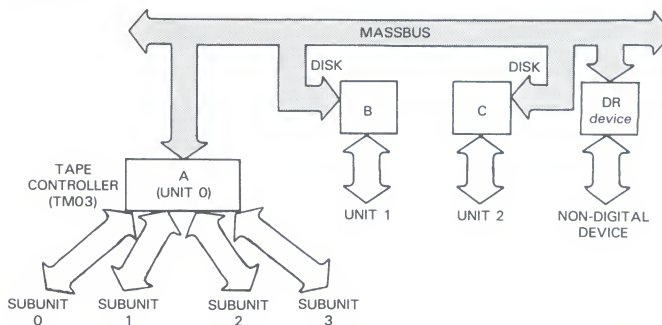 MASSBUS
DISK
DISK
B
C
DR
device
TAPE
CONTROLLER
(TM03)
A
(UNIT 0)
UNIT 1
UNIT 2
NON-DIGITAL
DEVICE
SUBUNIT
0
SUBUNIT
1
SUBUNIT
2
SUBUNIT
3